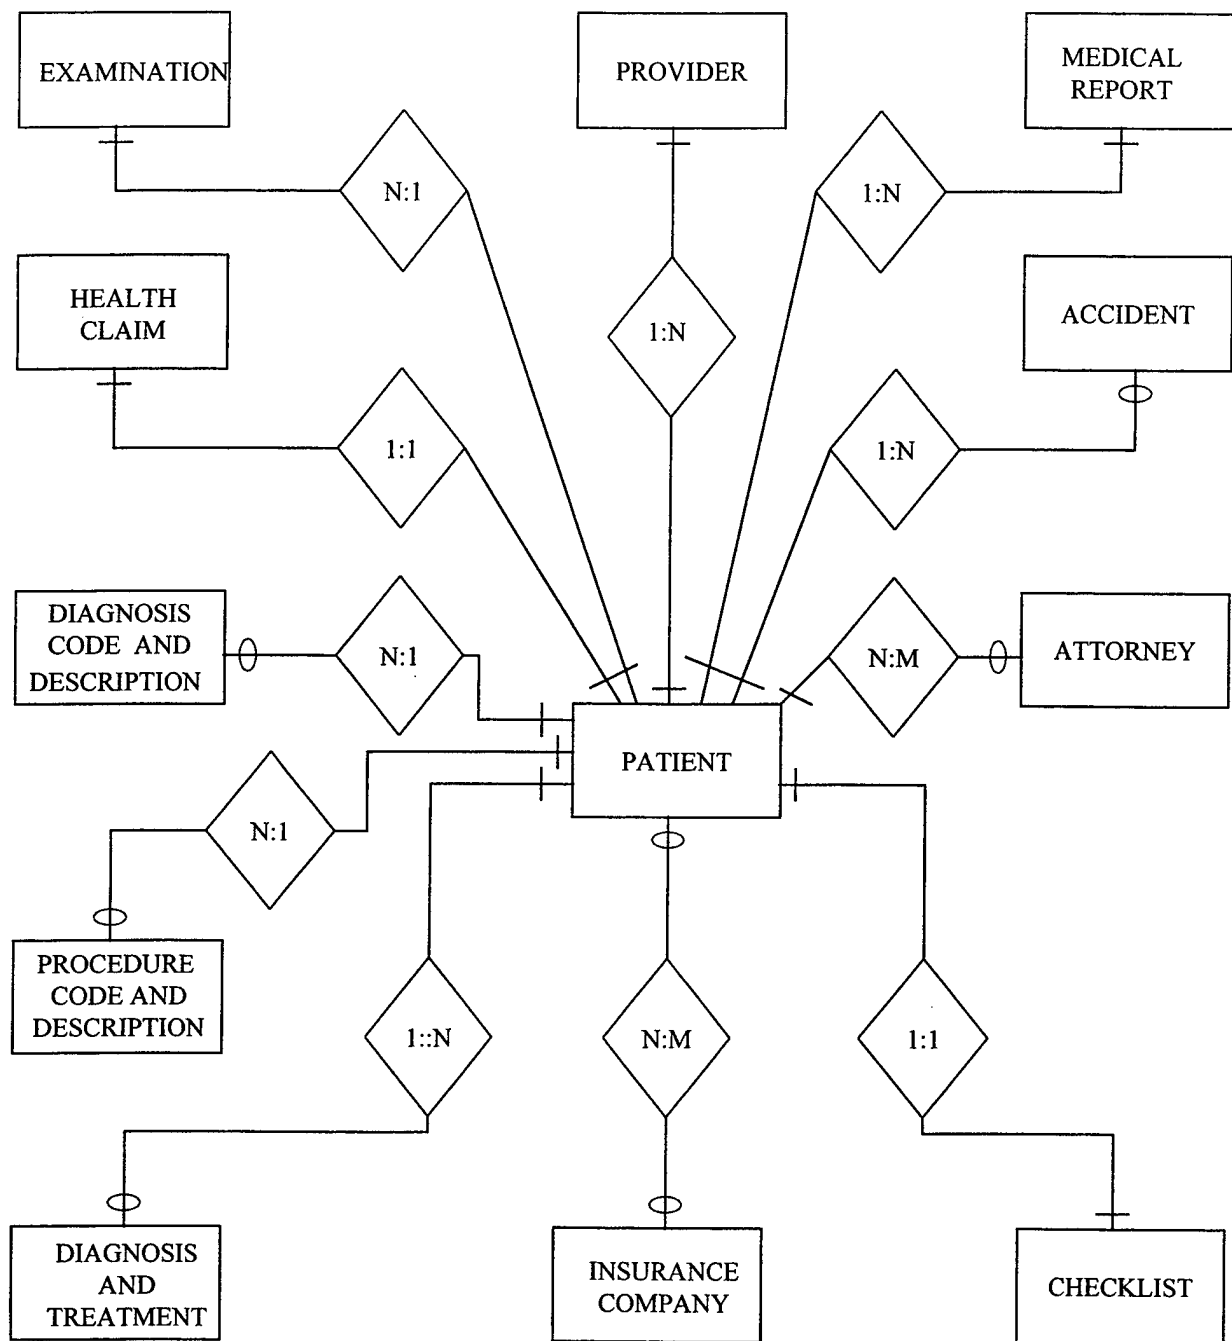 EXAMINATION
PROVIDER
MEDICAL
REPORT
N:1
1:N
HEALTH
CLAIM
1:N
ACCIDENT
1:1
1:N
DIAGNOSIS
CODE AND
DESCRIPTION
N:1
N:M
ATTORNEY
PATIENT
N:1
PROCEDURE
CODE AND
DESCRIPTION
1::N
N:M
1:1
DIAGNOSIS
AND
TREATMENT
INSURANCE
COMPANY
CHECKLIST